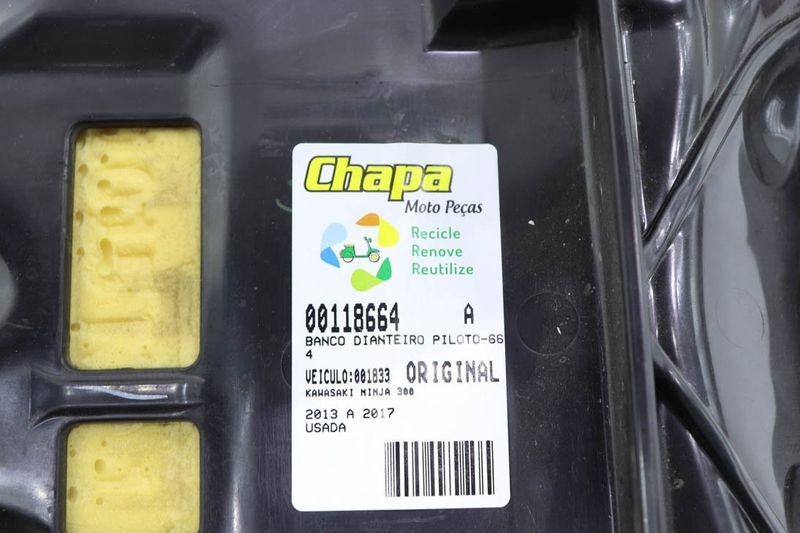 Chapa
Moto Peças
Recicle
Renove
Reutilize
00118664 A
BANCO DIANTEIRO PILOTO-66
4
VEICULO:001833 ORIGINAL
KAWASAKI NINJA 300
2013 A 2017
USADA